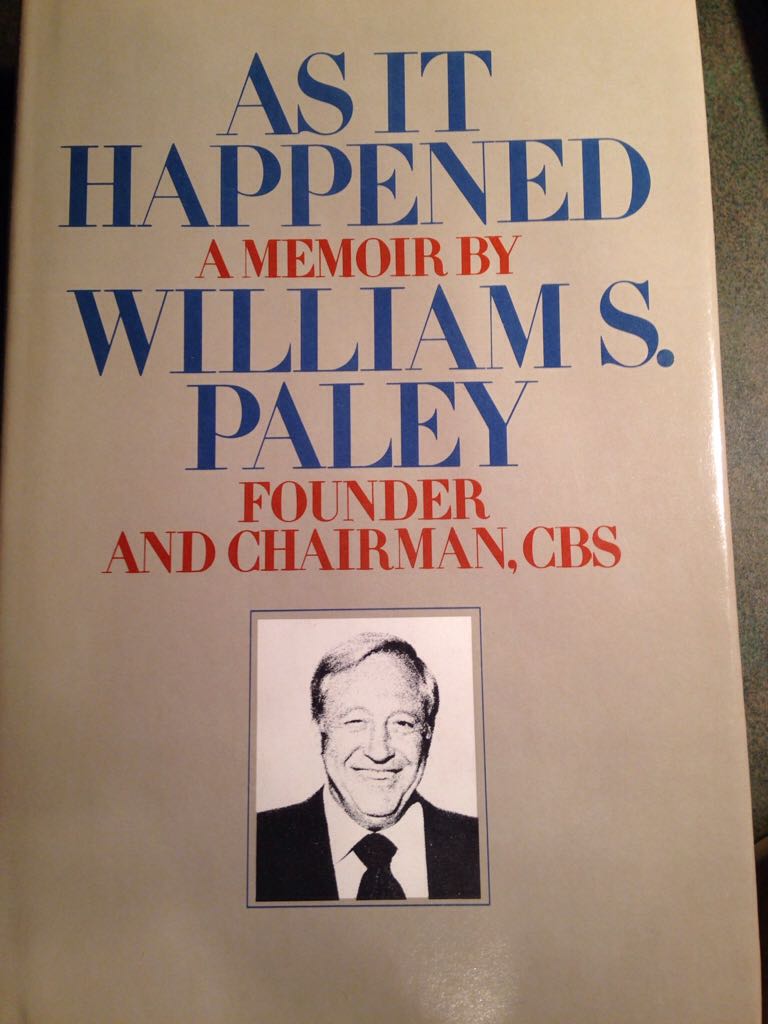 AS IT
HAPPENED
A MEMOIR BY
WILLIAM S.
PALEY
FOUNDER
AND CHAIRMAN, CBS